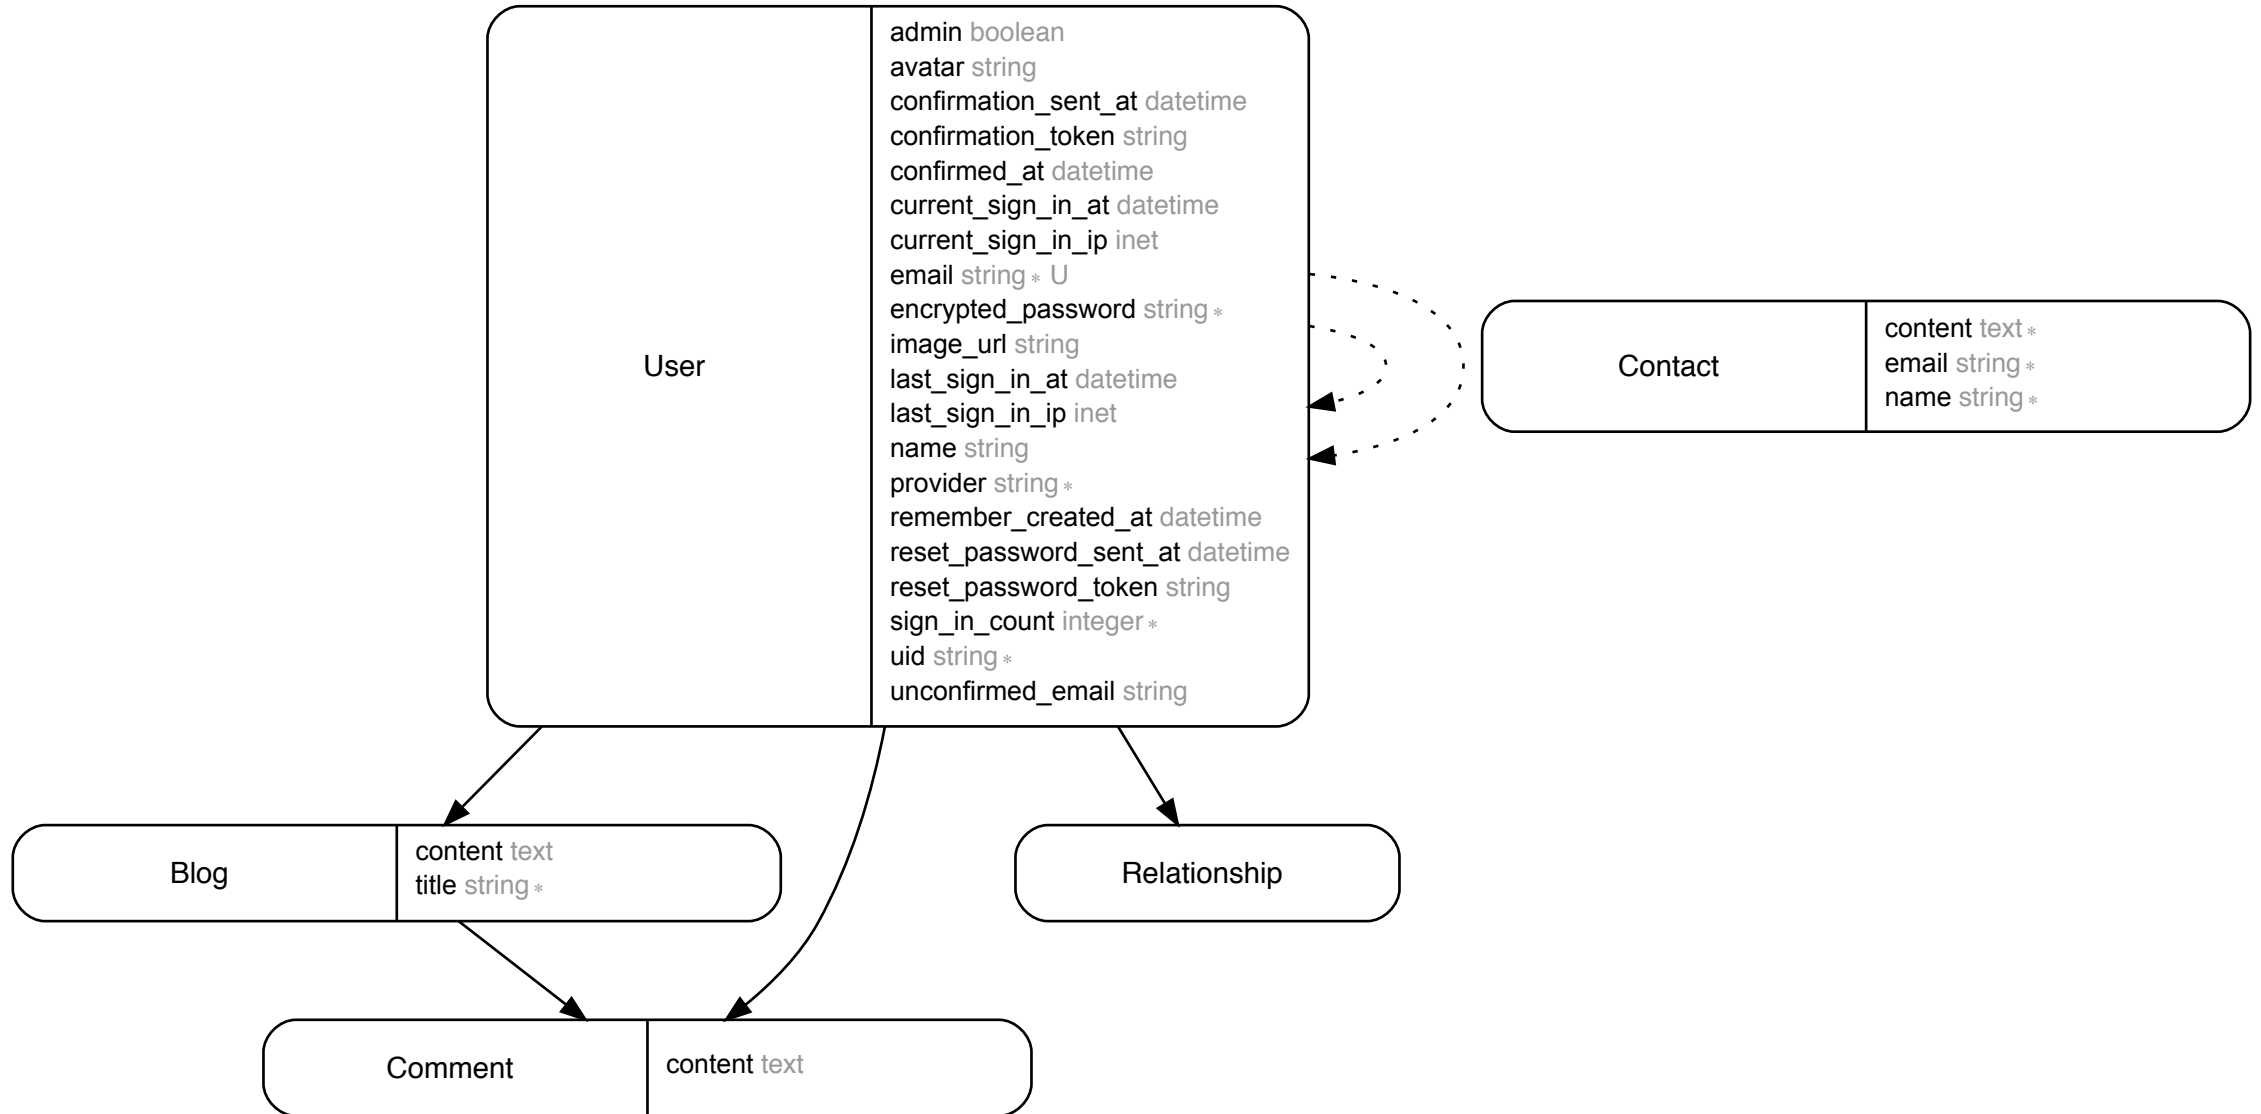 User
admin boolean
avatar string
confirmation_sent_at datetime
confirmation_token string
confirmed_at datetime
current_sign_in_at datetime
current_sign_in_ip inet
email string ∗ U
encrypted_password string ∗
image_url string
last_sign_in_at datetime
last_sign_in_ip inet
name string
provider string ∗
remember_created_at datetime
reset_password_sent_at datetime
reset_password_token string
sign_in_count integer ∗
uid string ∗
unconfirmed_email string
Contact
content text ∗
email string ∗
name string ∗
Blog
content text
title string ∗
Relationship
Comment
content text